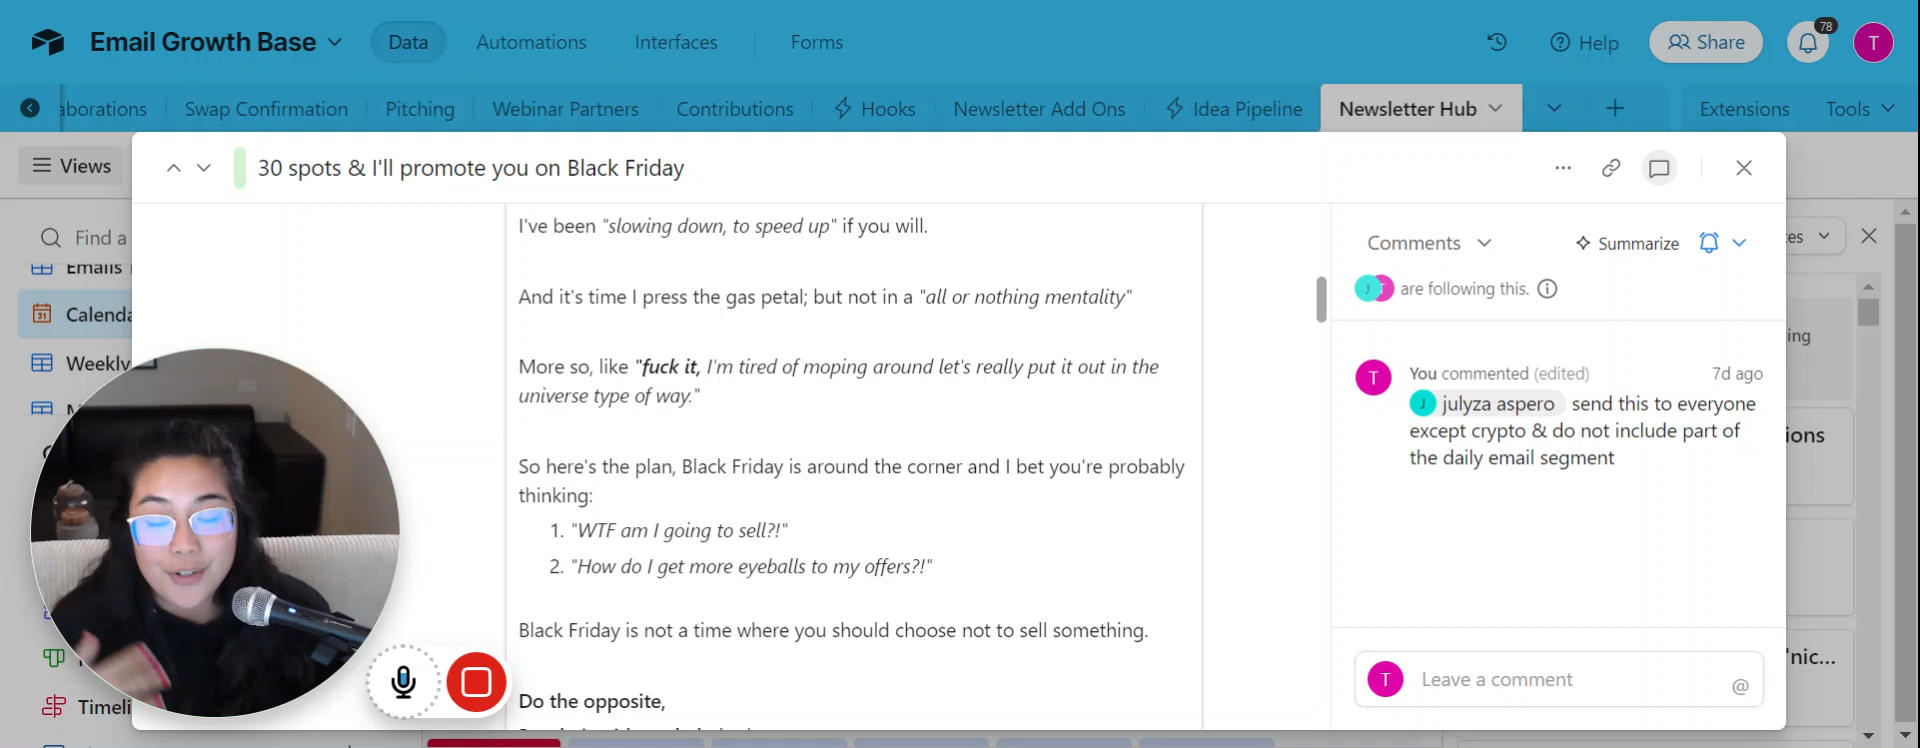 Email Growth Base
Data
Automations
Interfaces
Forms
Help
Share
78
T
aborations
Swap Confirmation
Pitching
Webinar Partners
Contributions
Hooks
Newsletter Add Ons
Idea Pipeline
Newsletter Hub
Extensions
Tools
Views
30 spots & I'll promote you on Black Friday
Find a
Emails
Calenda
31
Weekly
Timeli
I've been "slowing down, to speed up" if you will.
And it's time I press the gas petal; but not in a "all or nothing mentality"
More so, like "fuck it, I'm tired of moping around let's really put it out in the
universe type of way."
So here's the plan, Black Friday is around the corner and I bet you're probably
thinking:
1. "WTF am I going to sell?!"
2. "How do I get more eyeballs to my offers?!"
Black Friday is not a time where you should choose not to sell something.
Do the opposite,
Comments
Summarize
J
are following this.
T
You commented (edited)
7d ago
J julyza aspero send this to everyone
except crypto & do not include part of
the daily email segment
T
Leave a comment
@
es
ing
ions
'nic...